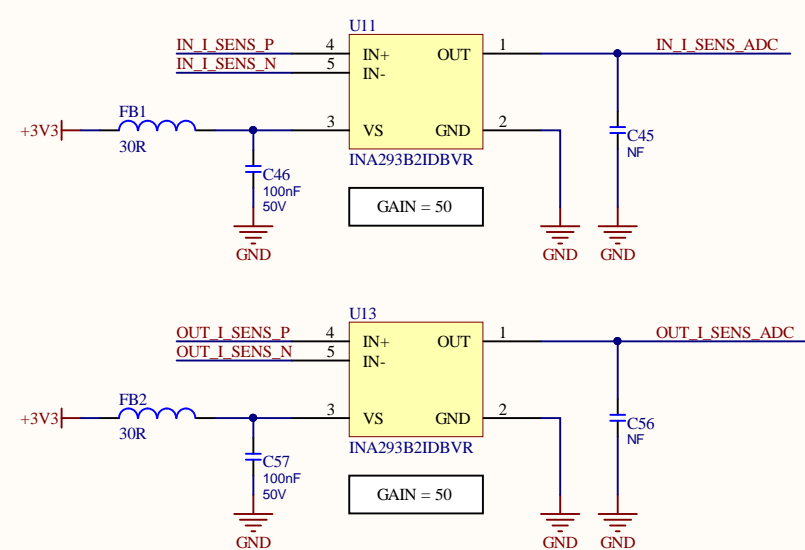 U11
IN_I_SENS_P
4
IN+
OUT
1
IN_I_SENS_ADC
IN_I_SENS_N
5
IN-
FB1
+3V3
30R
3
VS
GND
2
C45
NF
INA293B2IDBVR
C46
100nF
50V
GAIN = 50
GND
GND
GND
U13
OUT_I_SENS_P
4
IN+
OUT
1
OUT_I_SENS_ADC
OUT_I_SENS_N
5
IN-
FB2
+3V3
30R
3
VS
GND
2
C56
NF
INA293B2IDBVR
C57
100nF
50V
GAIN = 50
GND
GND
GND